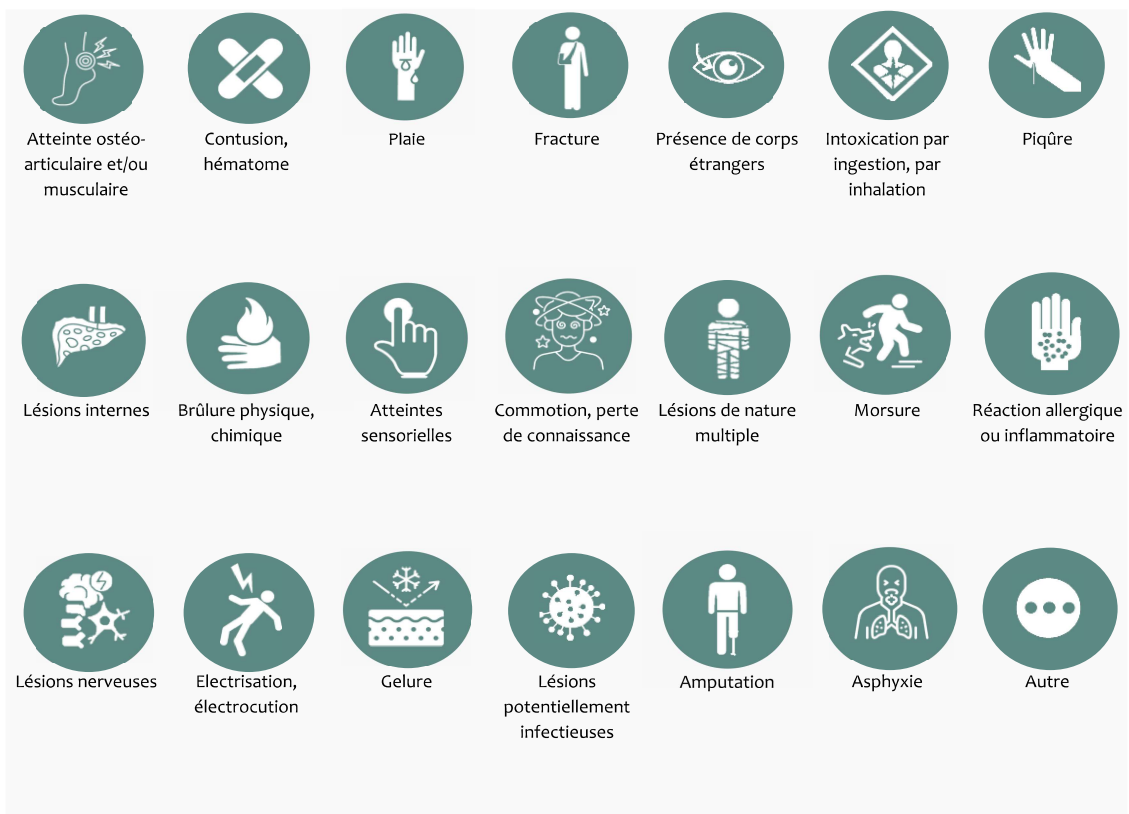 Atteinte ostéo-
articulaire et/ou
musculaire
Contusion,
hématome
Plaie
Fracture
Présence de corps
étrangers
Intoxication par
ingestion, par
inhalation
Piqûre
Lésions internes
Brûlure physique,
chimique
Atteintes
sensorielles
Commotion, perte
de connaissance
Lésions de nature
multiple
Morsure
Réaction allergique
ou inflammatoire
Lésions nerveuses
Electrisation,
électrocution
Gelure
Lésions
potentiellement
infectieuses
Amputation
Asphyxie
Autre